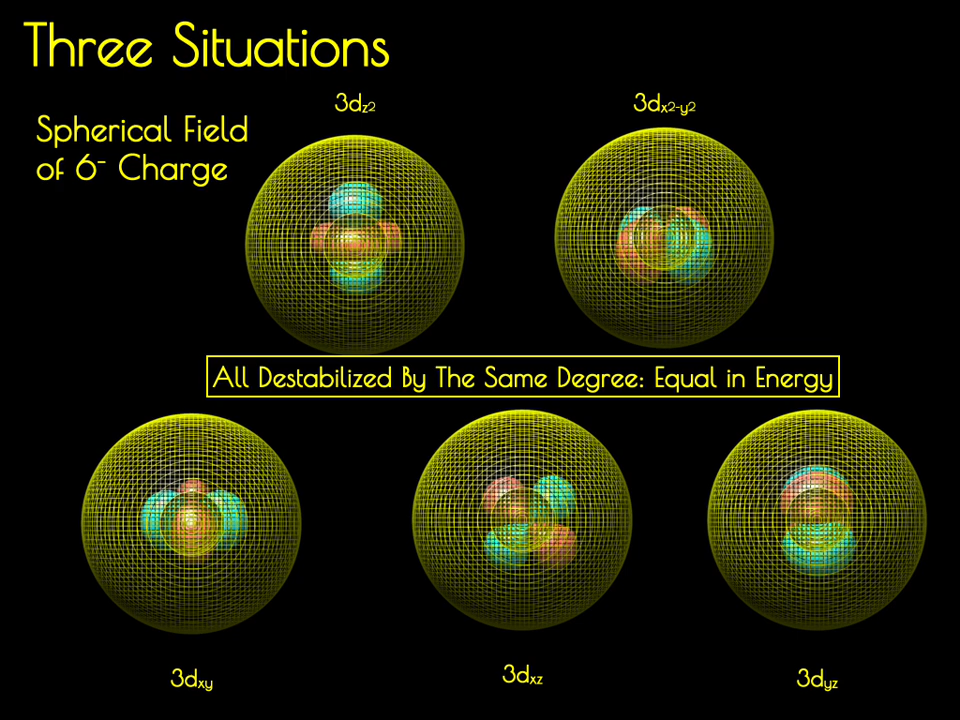 Three Situations
Spherical Field
of 6⁻ Charge
3dz²
3dx²-y²
All Destabilized By The Same Degree: Equal in Energy
3dxy
3dxz
3dyz